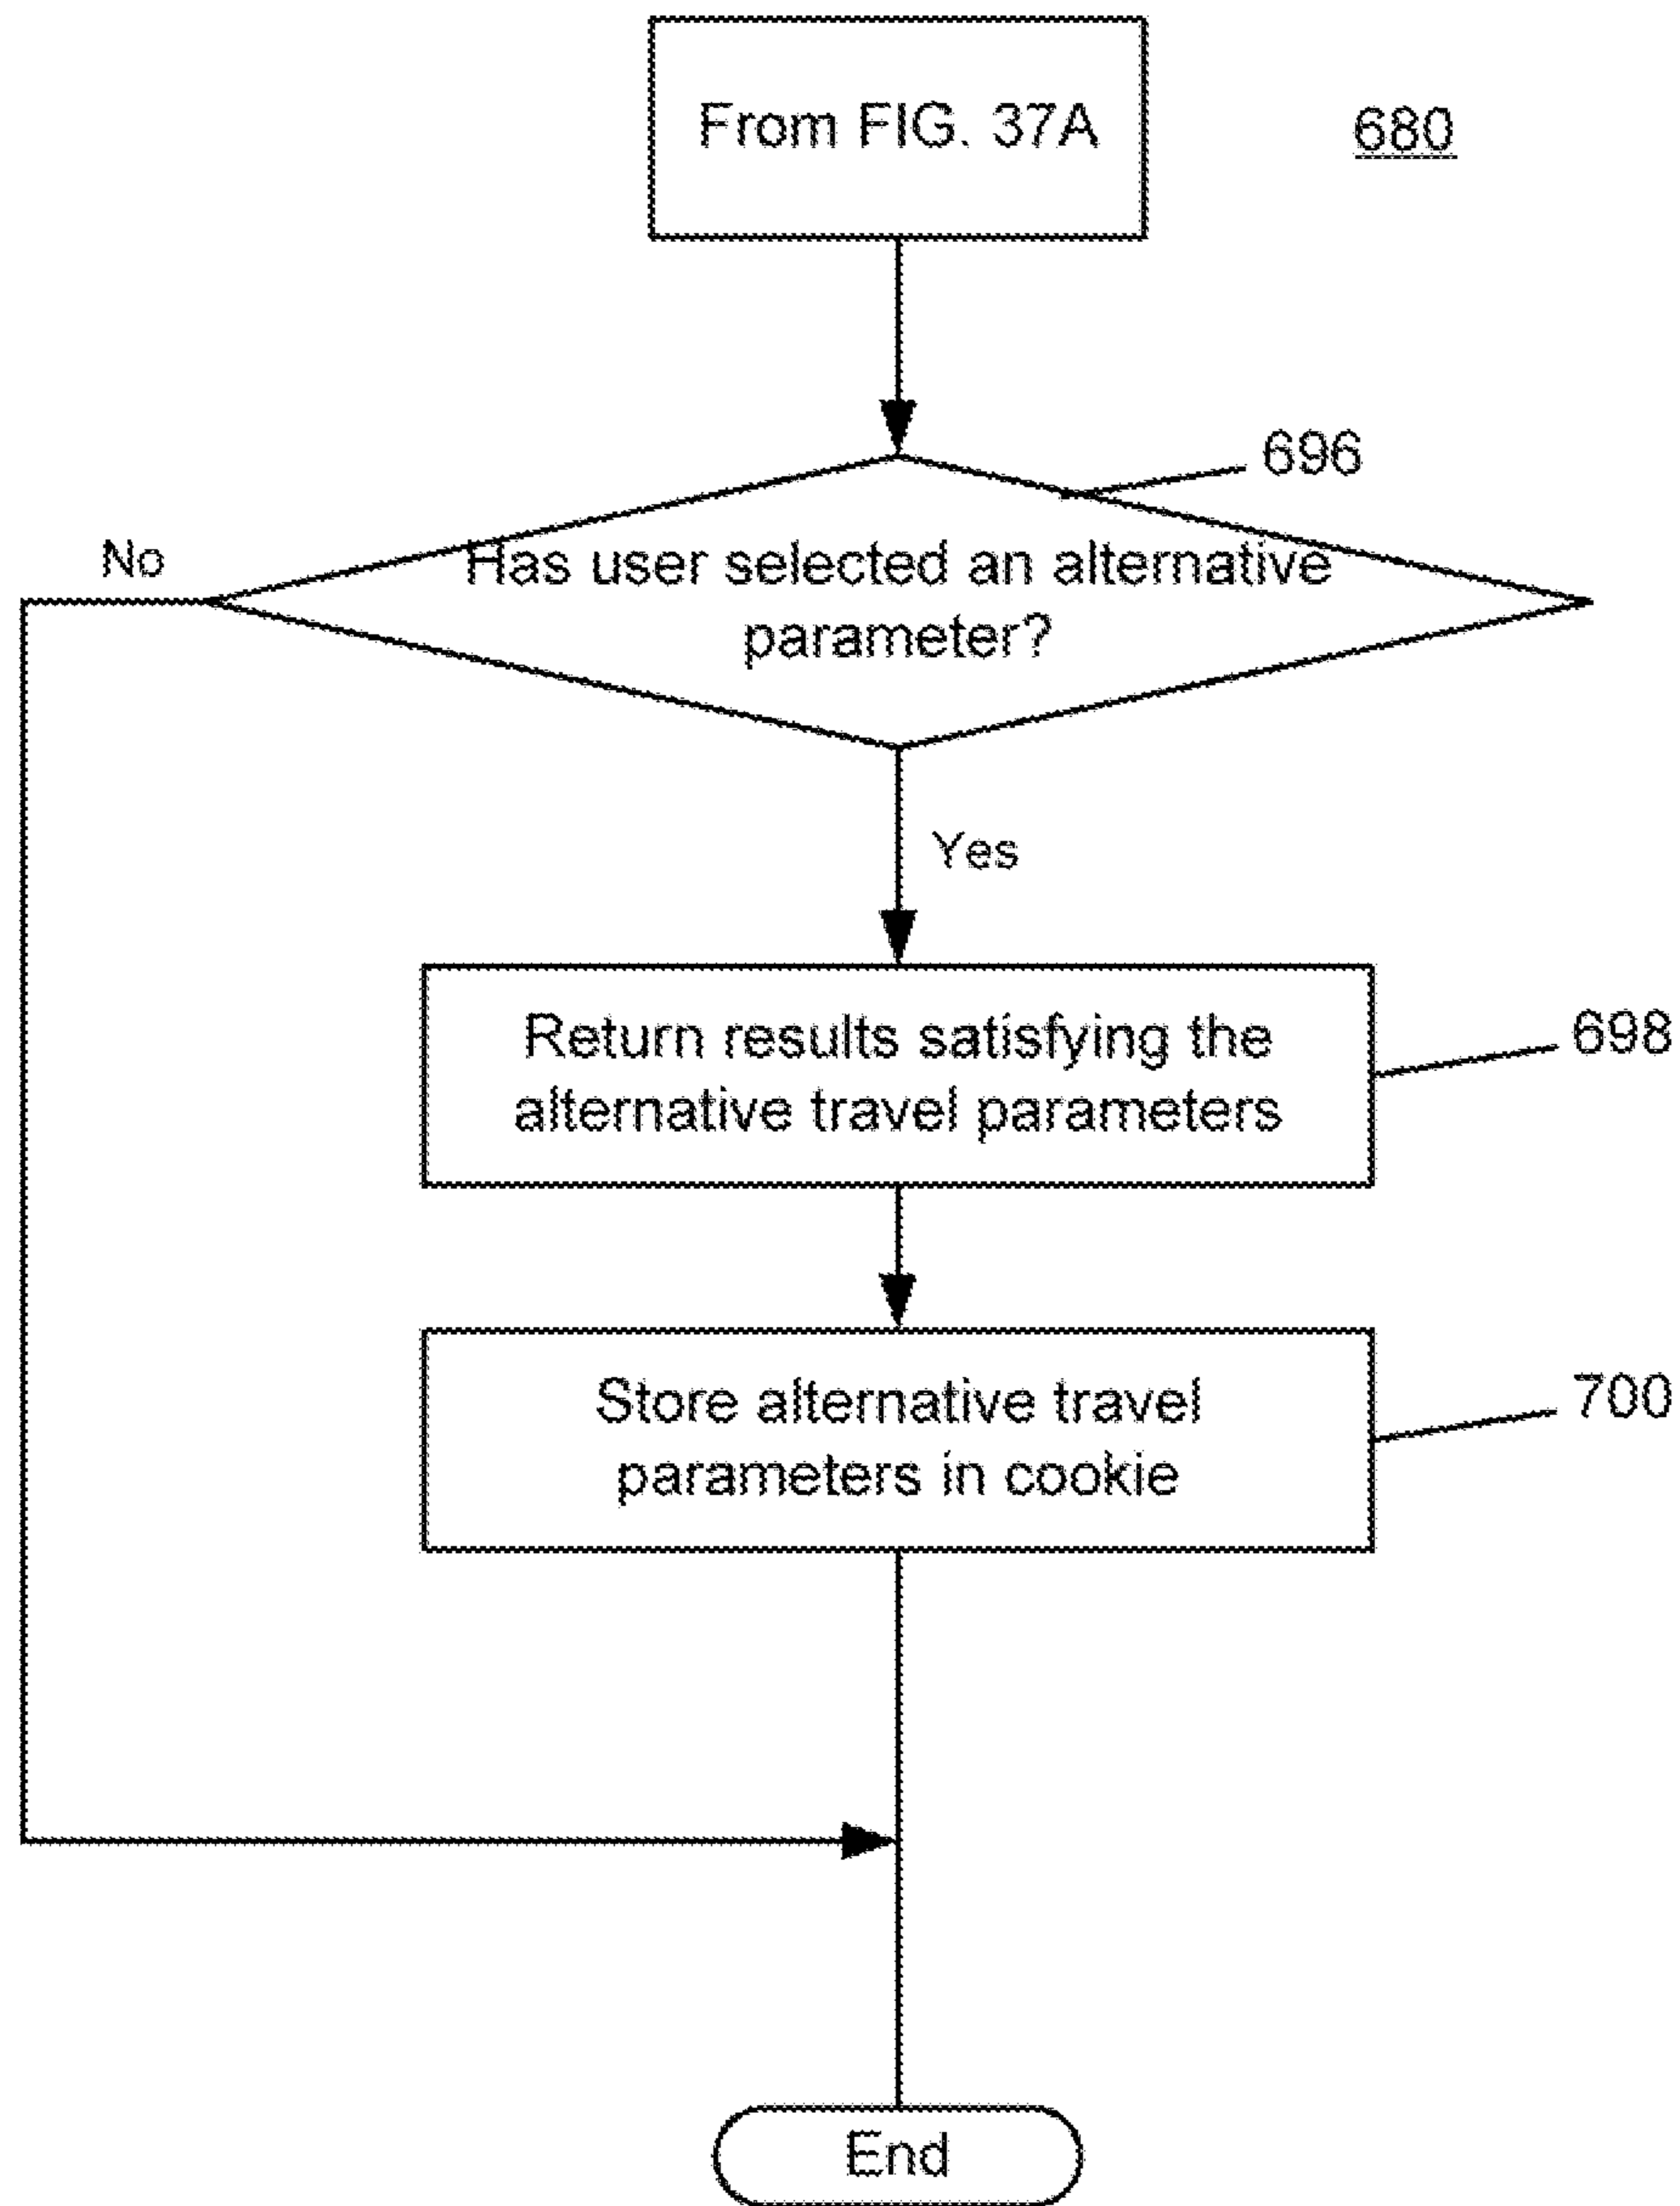 From FIG. 37A
680
696
No
Has user selected an alternative
parameter?
Yes
Return results satisfying the
alternative travel parameters
698
Store alternative travel
parameters in cookie
700
End